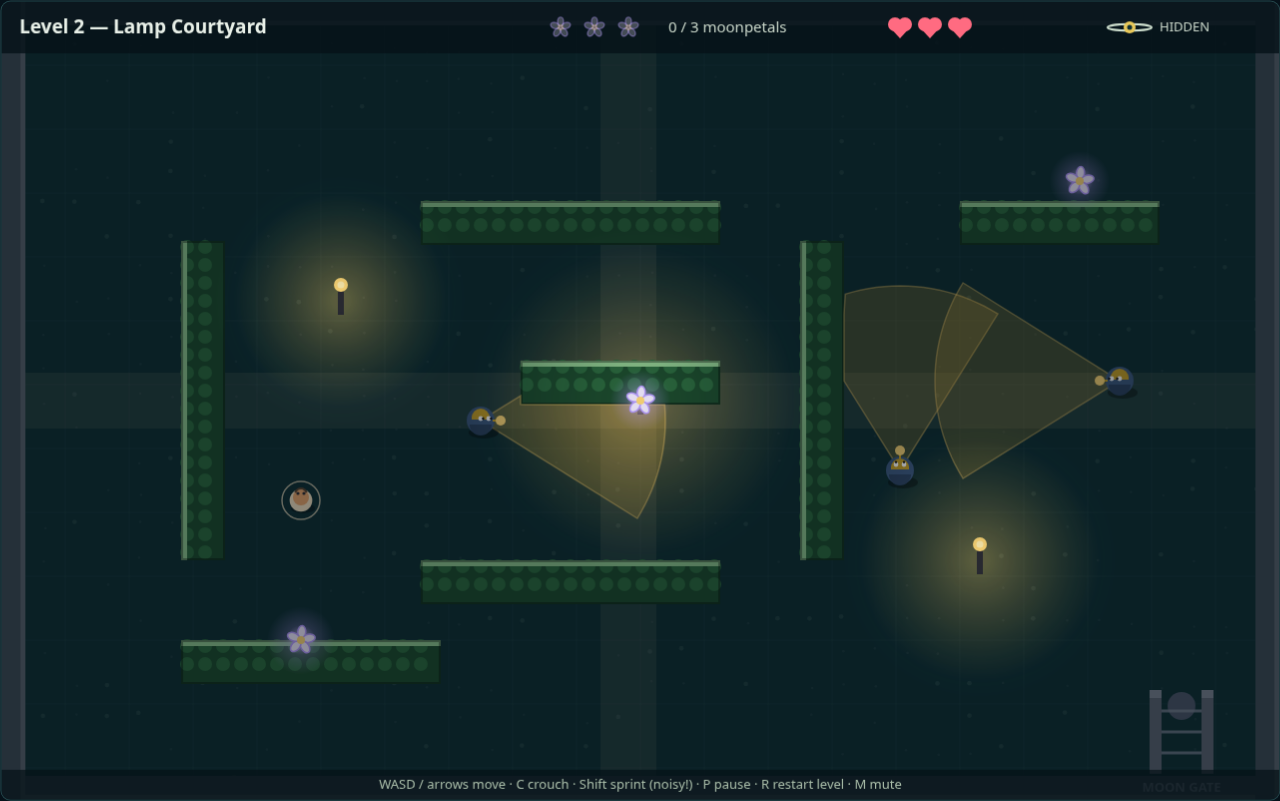 Level 2 — Lamp Courtyard
0 / 3 moonpetals
HIDDEN
WASD / arrows move · C crouch · Shift sprint (noisy!) · P pause · R restart level · M mute
MOON GATE